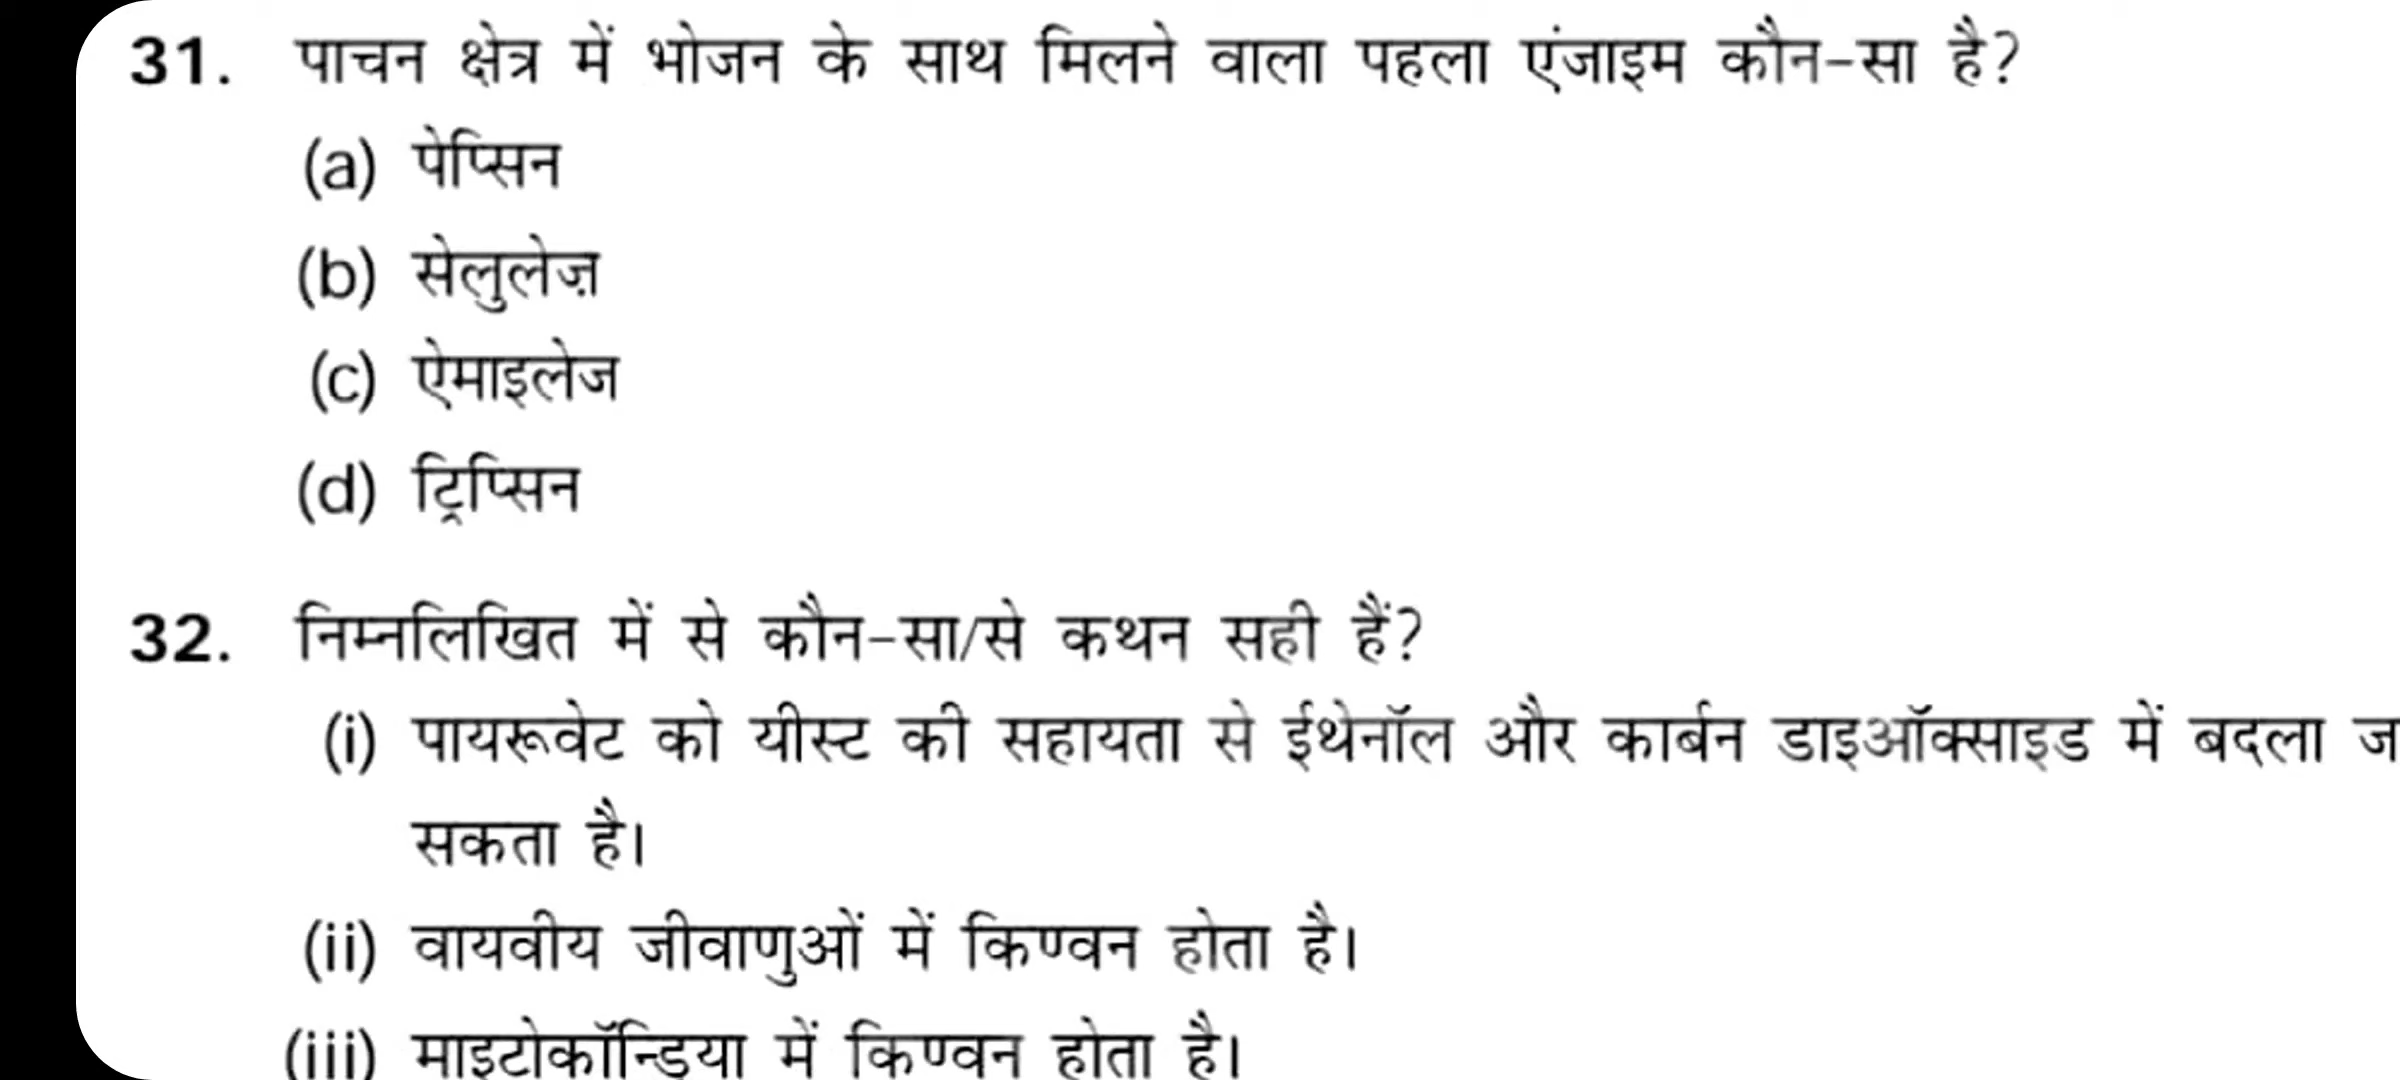 31. पाचन क्षेत्र में भोजन के साथ मिलने वाला पहला एंजाइम कौन-सा है?
(a) पेप्सिन
(b) सेलुलेज़
(c) ऐमाइलेज
(d) ट्रिप्सिन
32. निम्नलिखित में से कौन-सा/से कथन सही हैं?
(i) पायरूवेट को यीस्ट की सहायता से ईथेनॉल और कार्बन डाइऑक्साइड में बदला ज
सकता है।
(ii) वायवीय जीवाणुओं में किण्वन होता है।
(iii) माइटोकॉन्ड्रिया में किण्वन होता है।